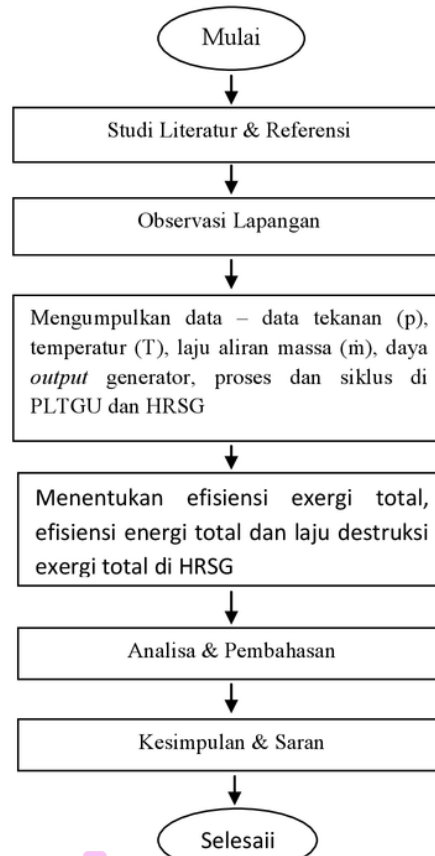 Mulai
Studi Literatur & Referensi
Observasi Lapangan
Mengumpulkan data – data tekanan (p),
temperatur (T), laju aliran massa (ṁ), daya
output generator, proses dan siklus di
PLTGU dan HRSG
Menentukan efisiensi exergi total,
efisiensi energi total dan laju destruksi
exergi total di HRSG
Analisa & Pembahasan
Kesimpulan & Saran
Selesaii